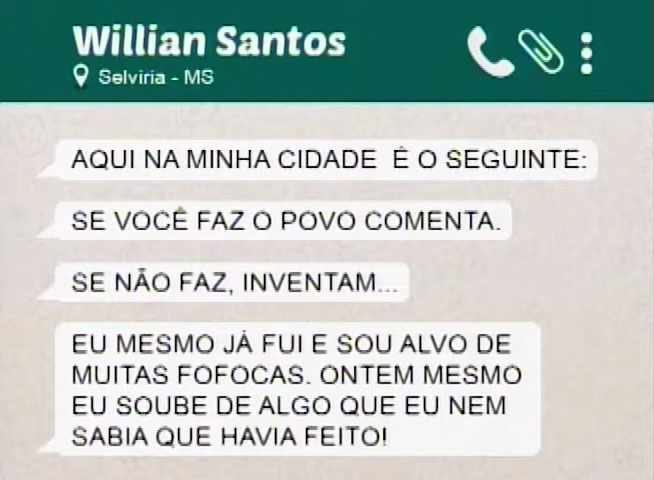 Willian Santos
Selviria - MS
AQUI NA MINHA CIDADE É O SEGUINTE:
SE VOCÊ FAZ O POVO COMENTA.
SE NÃO FAZ, INVENTAM...
EU MESMO JÁ FUI E SOU ALVO DE
MUITAS FOFOCAS. ONTEM MESMO
EU SOUBE DE ALGO QUE EU NEM
SABIA QUE HAVIA FEITO!